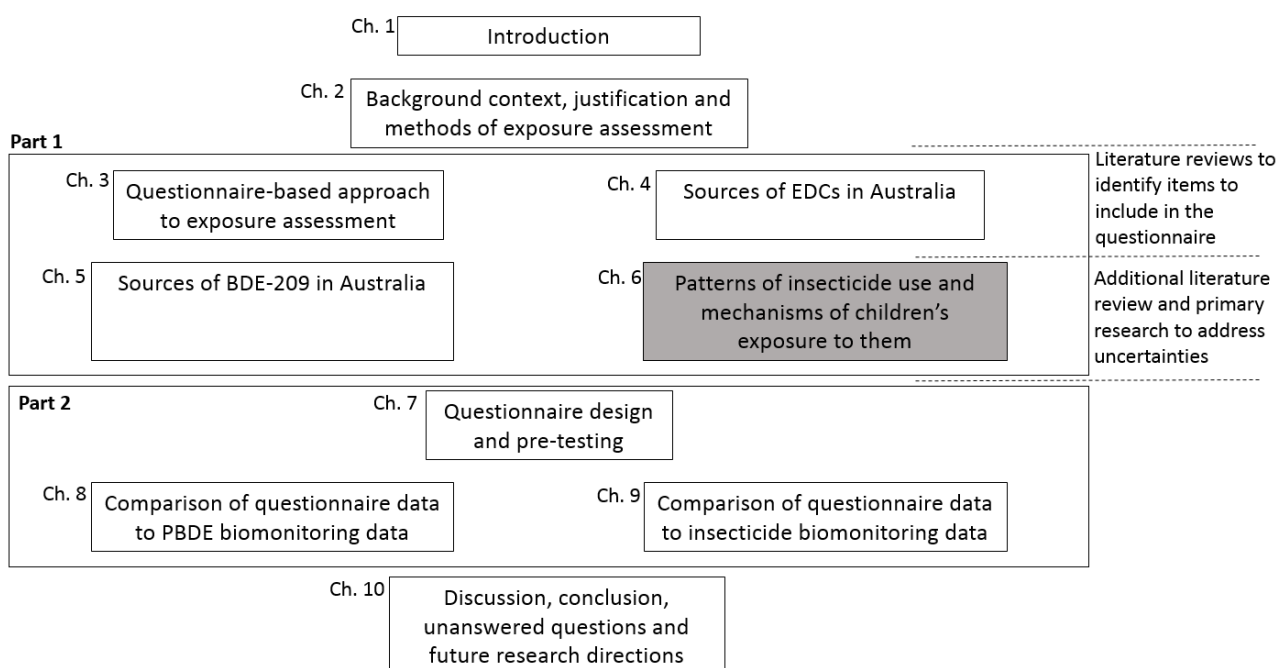 Ch. 1
Introduction
Ch. 2
Background context, justification and
methods of exposure assessment
Part 1
Ch. 3
Questionnaire-based approach
to exposure assessment
Ch. 4
Sources of EDCs in Australia
Literature reviews to
identify items to
include in the
questionnaire
Ch. 5
Sources of BDE-209 in Australia
Ch. 6
Patterns of insecticide use and
mechanisms of children’s
exposure to them
Additional literature
review and primary
research to address
uncertainties
Part 2
Ch. 7
Questionnaire design
and pre-testing
Ch. 8
Comparison of questionnaire data
to PBDE biomonitoring data
Ch. 9
Comparison of questionnaire data
to insecticide biomonitoring data
Ch. 10
Discussion, conclusion,
unanswered questions and
future research directions